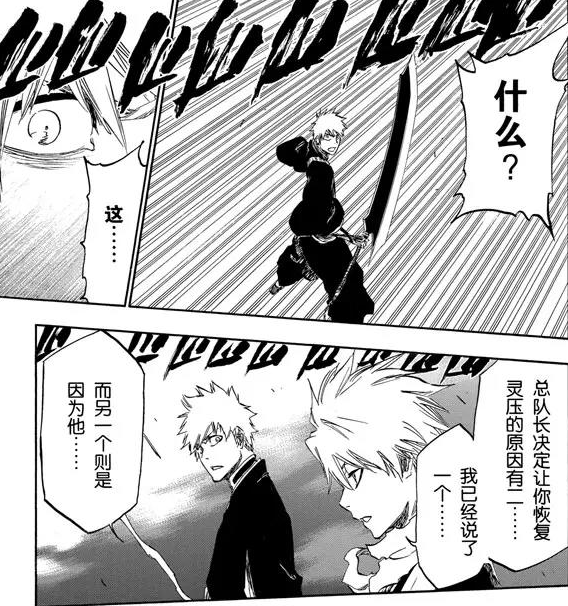 什么？
这……
总队长决定让你恢复
灵压的原因有二……
我已经说了
一个……
而另一个则是
因为他……